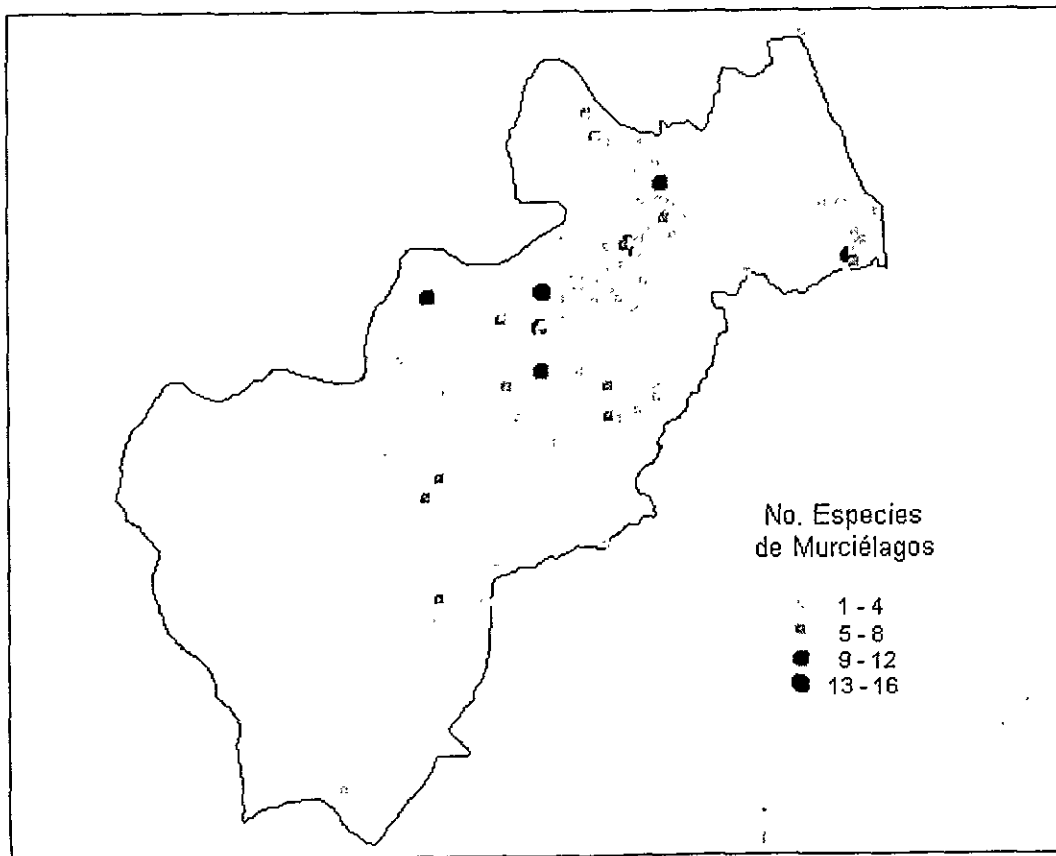 No. Especies
de Murciélagos
1 - 4
5 - 8
9 - 12
13 - 16